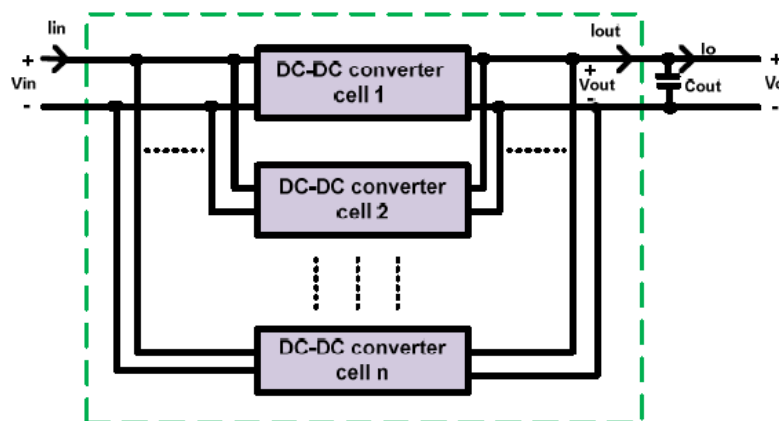 Iin
+
Vin
-
DC-DC converter
cell 1
Iout
+
Vout
-
Io
Cout
+
Vo
-
DC-DC converter
cell 2
DC-DC converter
cell n